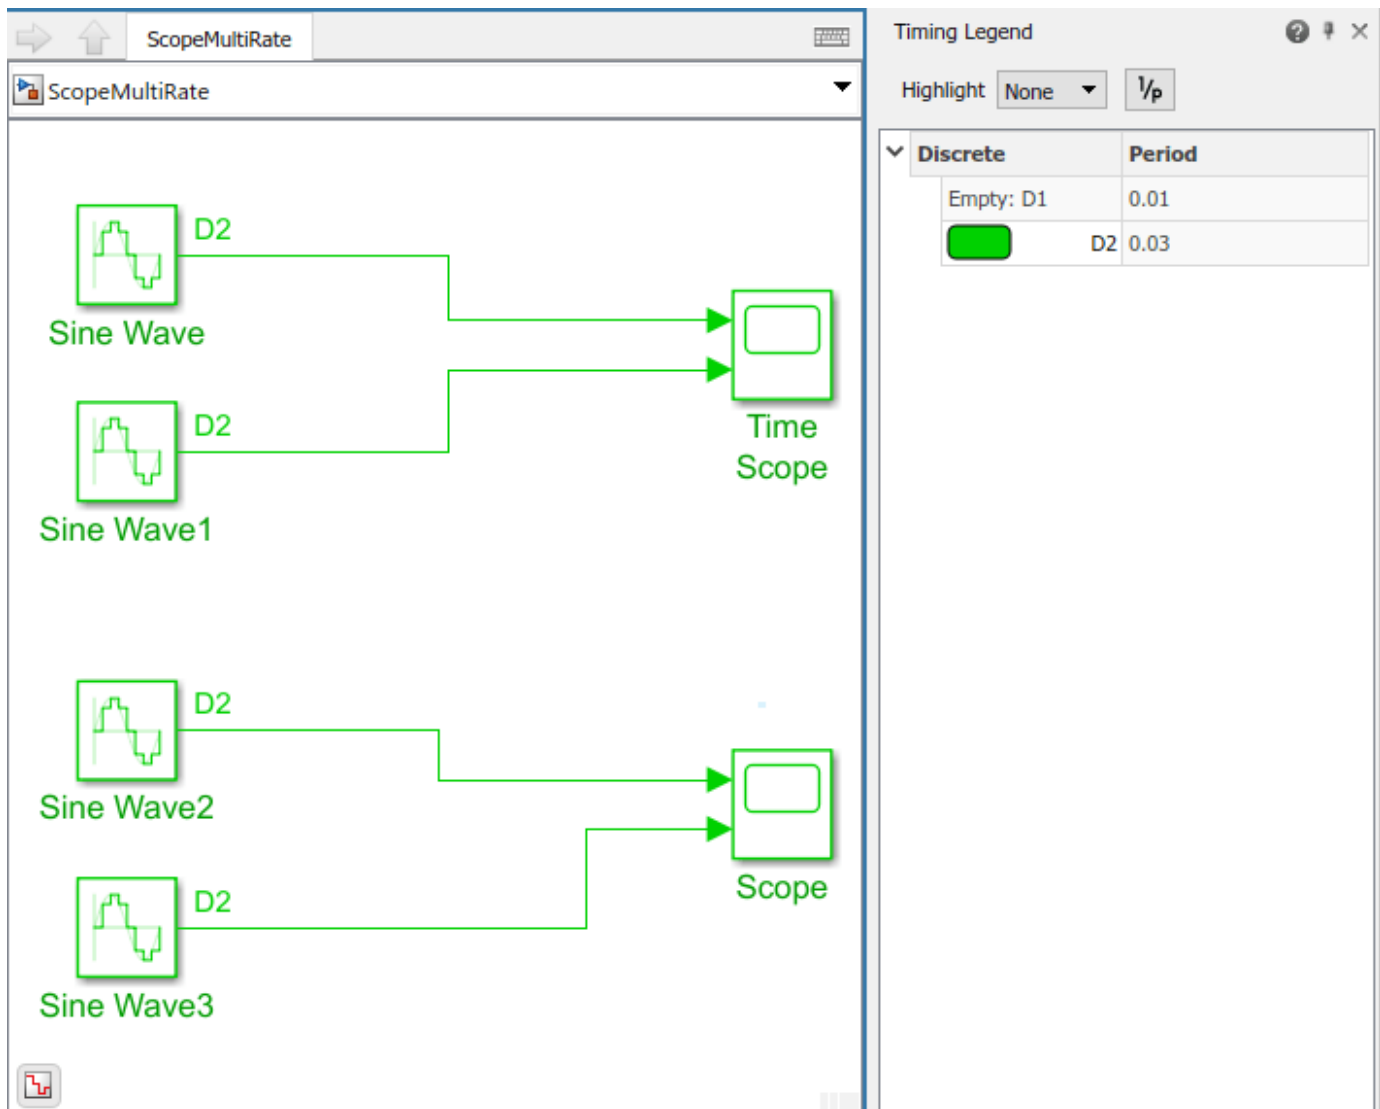 ScopeMultiRate
ScopeMultiRate
D2
Sine Wave
D2
Sine Wave1
Time
Scope
D2
Sine Wave2
D2
Sine Wave3
Scope
Timing Legend
Highlight None 1/p
Discrete Period
Empty: D1 0.01
D2 0.03